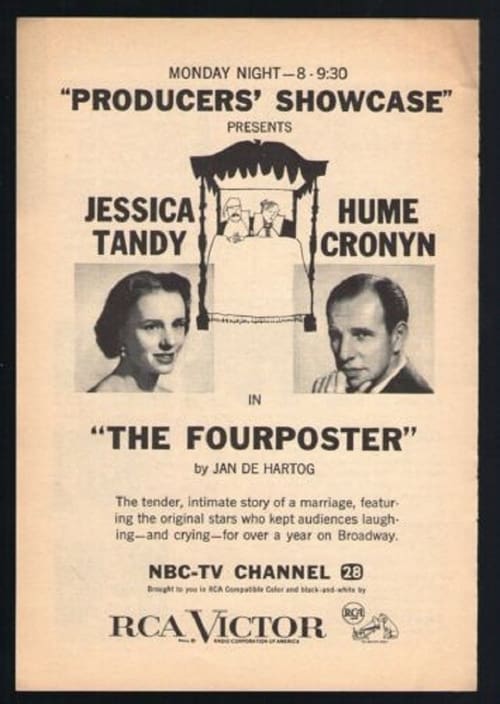 MONDAY NIGHT—8-9:30
"PRODUCERS' SHOWCASE"
PRESENTS
JESSICA TANDY
HUME CRONYN
IN
"THE FOURPOSTER"
by JAN DE HARTOG
The tender, intimate story of a marriage, featur-
ing the original stars who kept audiences laugh-
ing—and crying—for over a year on Broadway.
NBC-TV CHANNEL 28
Brought to you in RCA Compatible Color and black-and-white by
RCA VICTOR
RADIO CORPORATION OF AMERICA
RCA